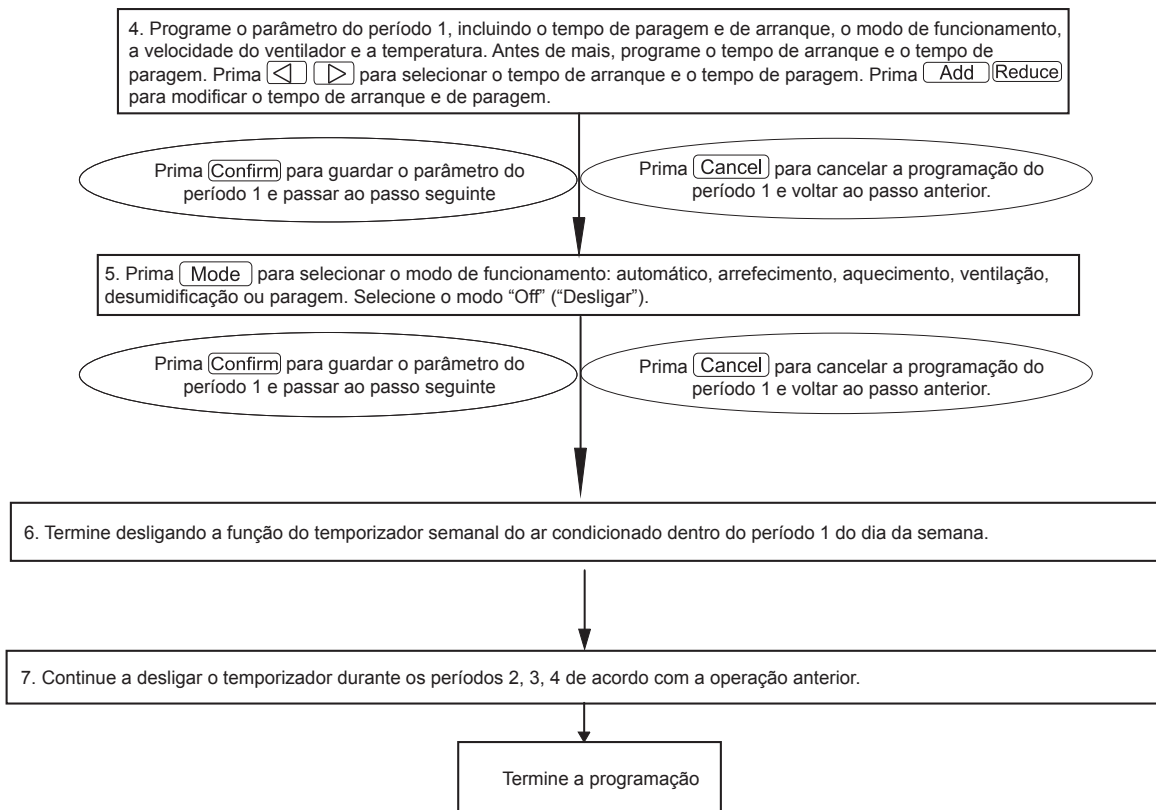 4. Programe o parâmetro do período 1, incluindo o tempo de paragem e de arranque, o modo de funcionamento,
a velocidade do ventilador e a temperatura. Antes de mais, programe o tempo de arranque e o tempo de
paragem. Prima ◁ ▷ para selecionar o tempo de arranque e o tempo de paragem. Prima Add Reduce
para modificar o tempo de arranque e de paragem.
Prima Confirm para guardar o parâmetro do
período 1 e passar ao passo seguinte
Prima Cancel para cancelar a programação do
período 1 e voltar ao passo anterior.
5. Prima Mode para selecionar o modo de funcionamento: automático, arrefecimento, aquecimento, ventilação,
desumidificação ou paragem. Selecione o modo “Off” (“Desligar”).
Prima Confirm para guardar o parâmetro do
período 1 e passar ao passo seguinte
Prima Cancel para cancelar a programação do
período 1 e voltar ao passo anterior.
6. Termine desligando a função do temporizador semanal do ar condicionado dentro do período 1 do dia da semana.
7. Continue a desligar o temporizador durante os períodos 2, 3, 4 de acordo com a operação anterior.
Termine a programação